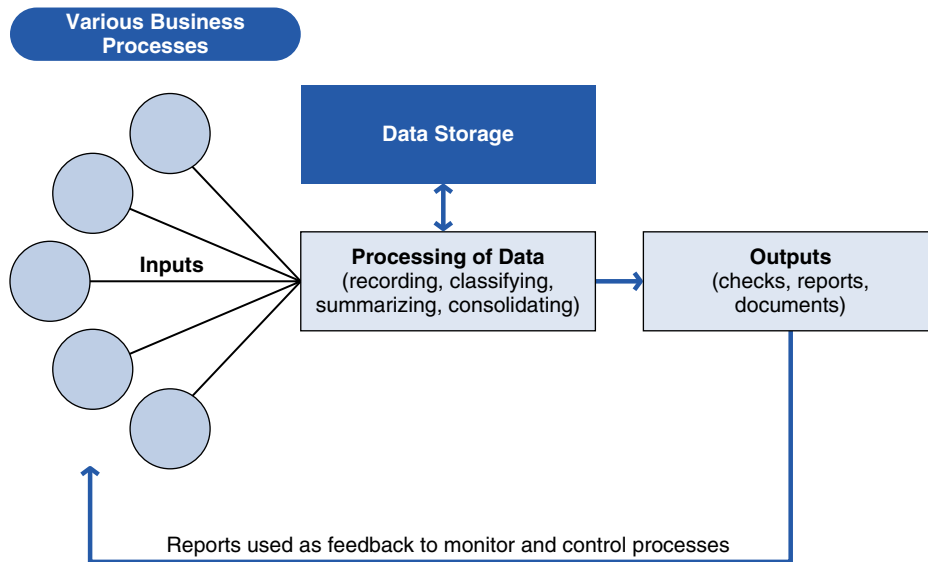 Various Business
Processes
Data Storage
Inputs
Processing of Data
(recording, classifying,
summarizing, consolidating)
Outputs
(checks, reports,
documents)
Reports used as feedback to monitor and control processes